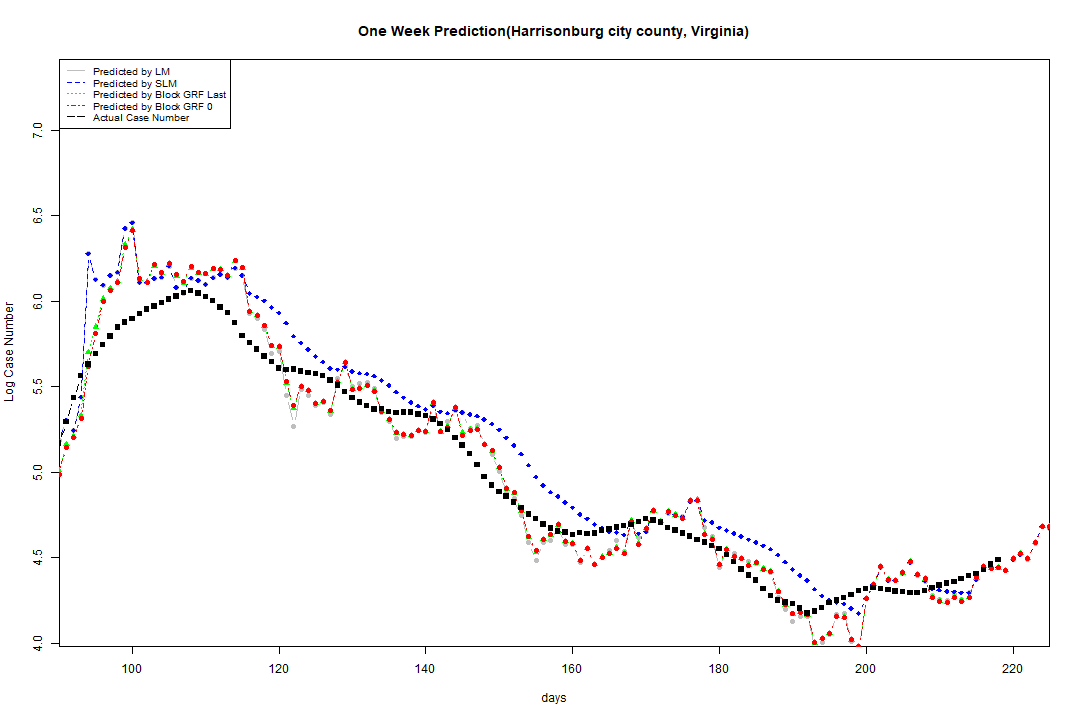 One Week Prediction(Harrisonburg city county, Virginia)
Predicted by LM
Predicted by SLM
Predicted by Block GRF Last
Predicted by Block GRF 0
Actual Case Number
Log Case Number
7.0
6.5
6.0
5.5
5.0
4.5
4.0
100 120 140 160 180 200 220
days